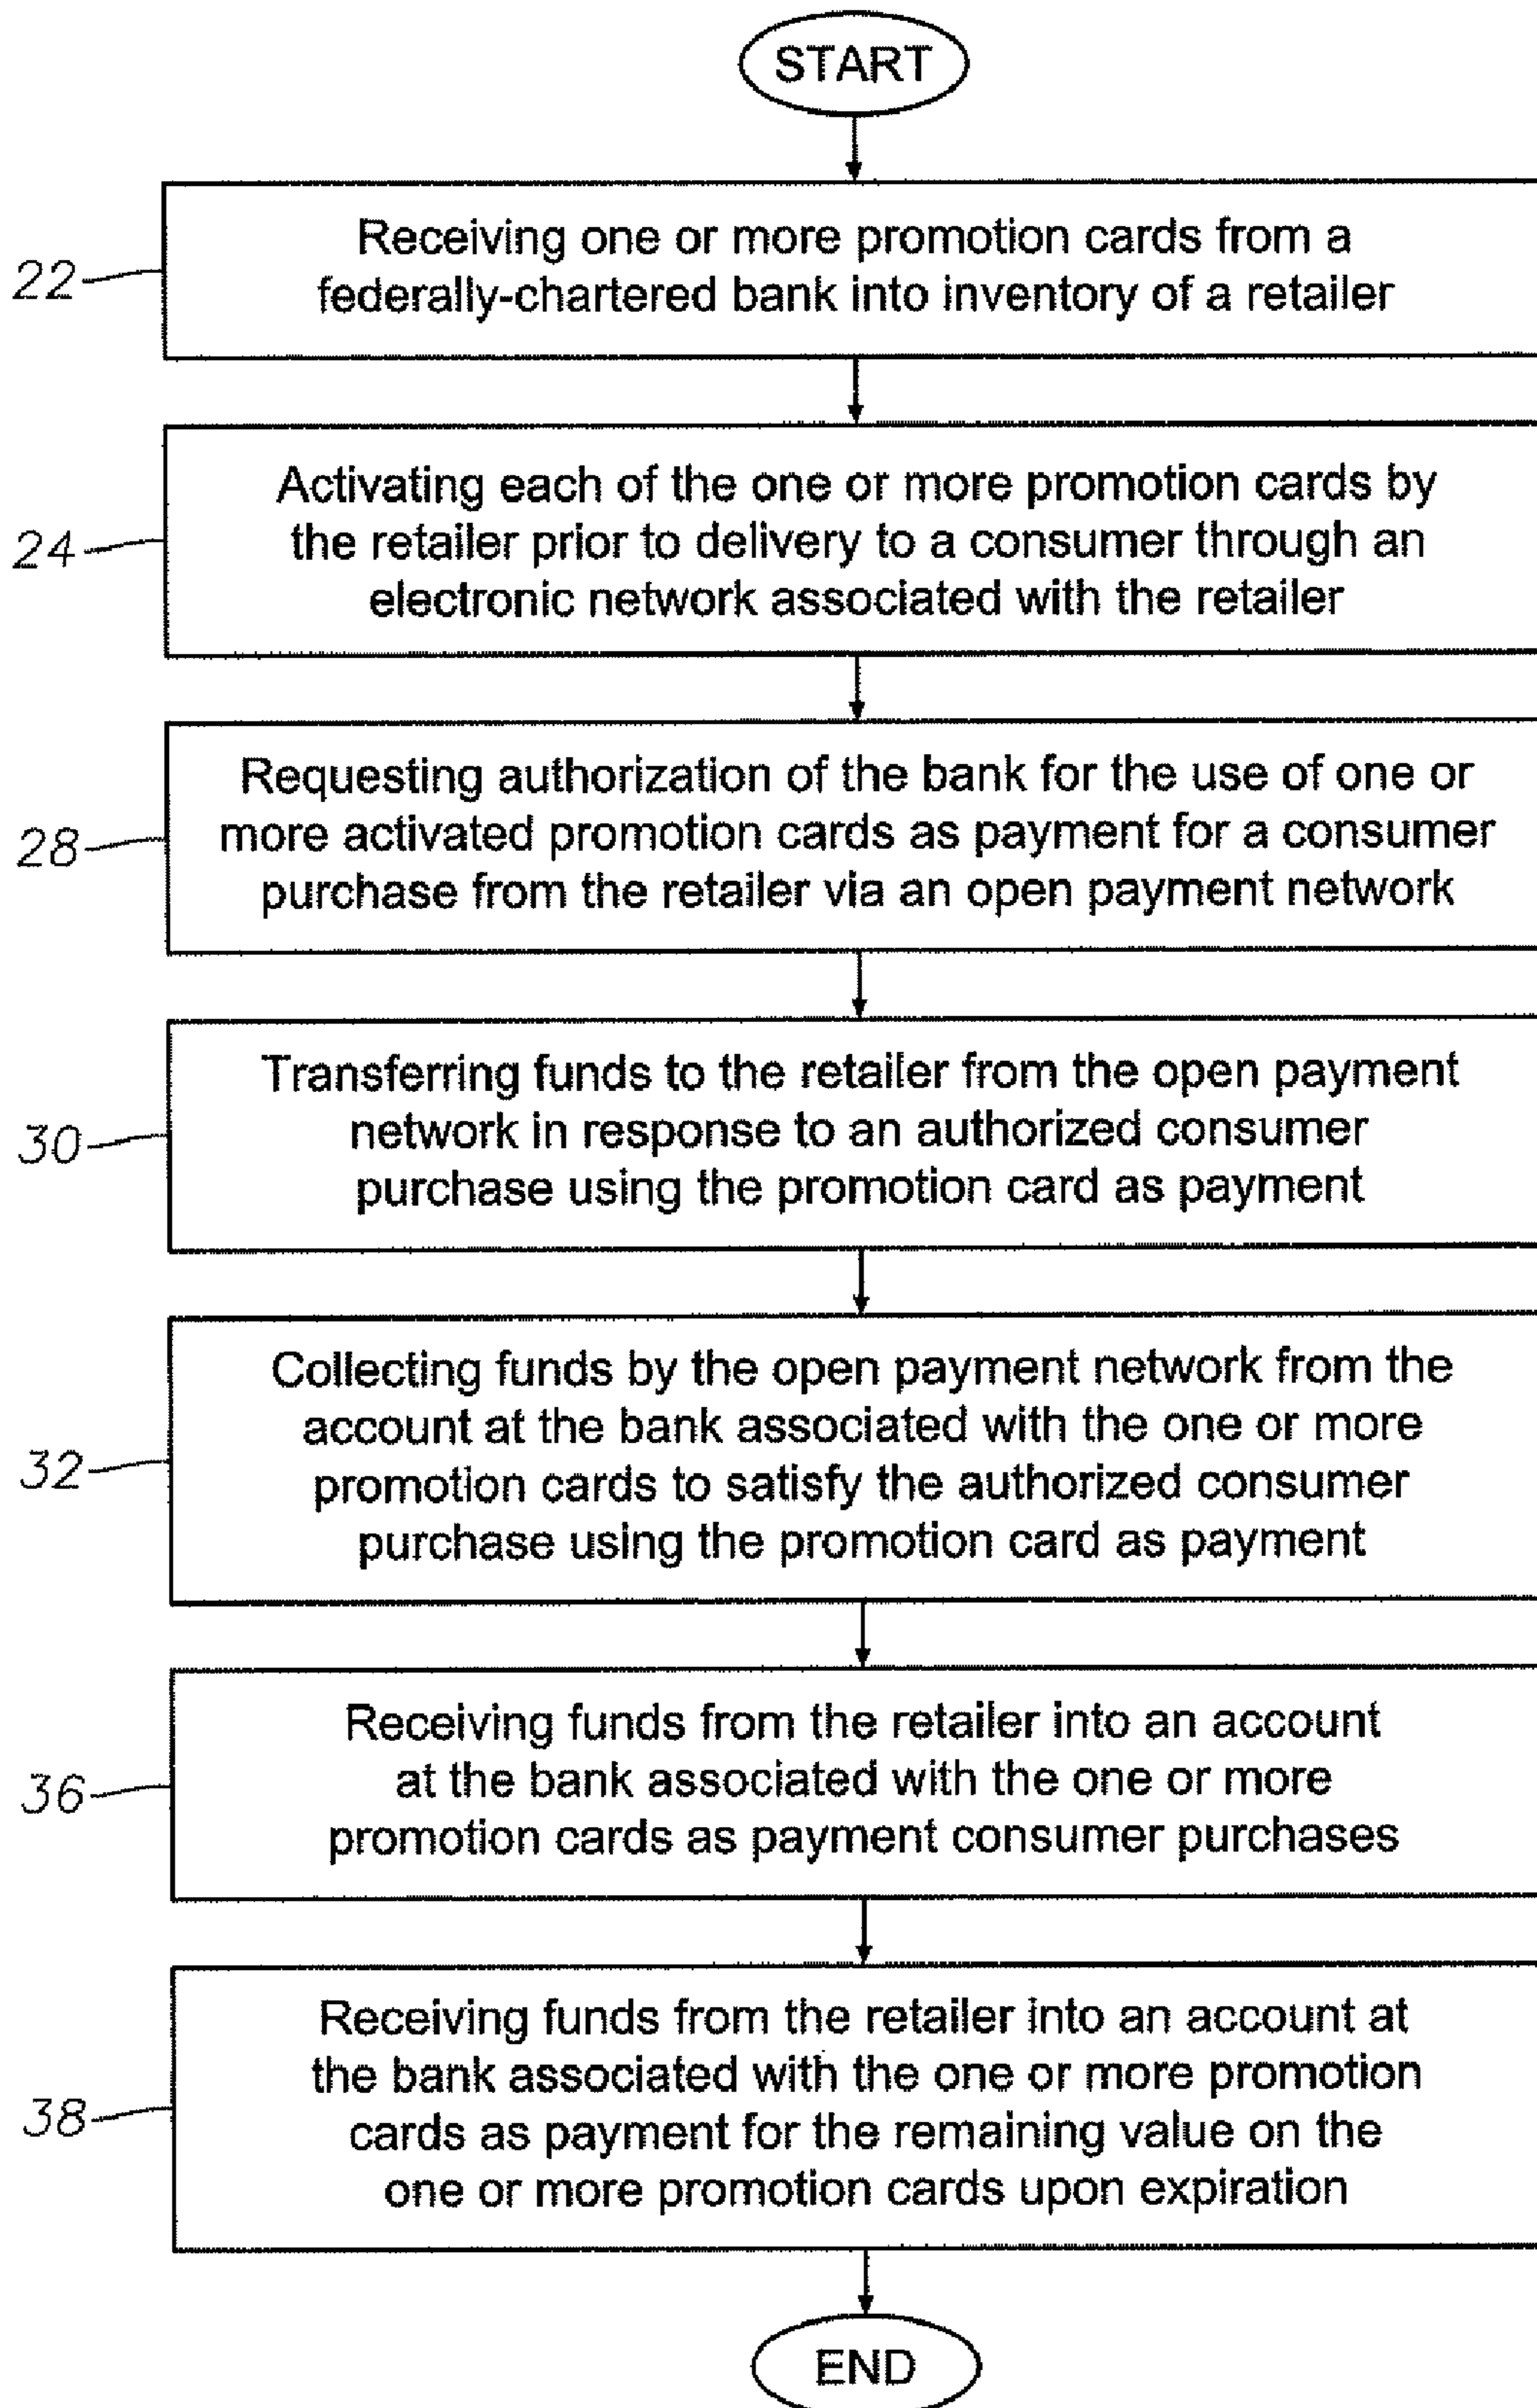 START
22
Receiving one or more promotion cards from a
federally-chartered bank into inventory of a retailer
24
Activating each of the one or more promotion cards by
the retailer prior to delivery to a consumer through an
electronic network associated with the retailer
28
Requesting authorization of the bank for the use of one or
more activated promotion cards as payment for a consumer
purchase from the retailer via an open payment network
30
Transferring funds to the retailer from the open payment
network in response to an authorized consumer
purchase using the promotion card as payment
32
Collecting funds by the open payment network from the
account at the bank associated with the one or more
promotion cards to satisfy the authorized consumer
purchase using the promotion card as payment
36
Receiving funds from the retailer into an account
at the bank associated with the one or more
promotion cards as payment consumer purchases
38
Receiving funds from the retailer into an account at
the bank associated with the one or more promotion
cards as payment for the remaining value on the
one or more promotion cards upon expiration
END